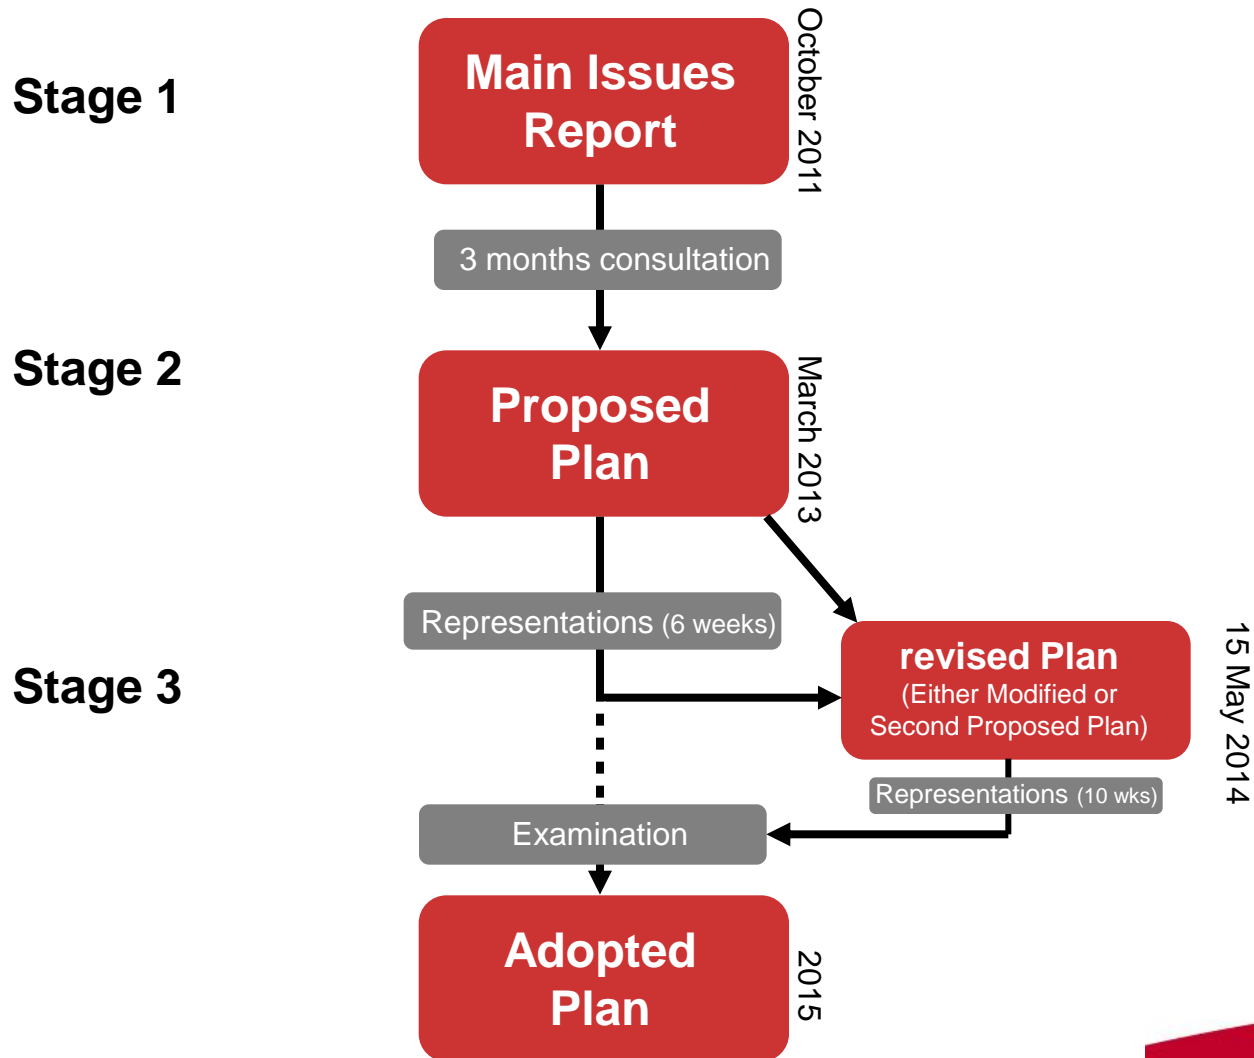 Stage 1
Main Issues
Report
October 2011
3 months consultation
Stage 2
Proposed
Plan
March 2013
Representations (6 weeks)
Stage 3
revised Plan
(Either Modified or
Second Proposed Plan)
15 May 2014
Representations (10 wks)
Examination
Adopted
Plan
2015